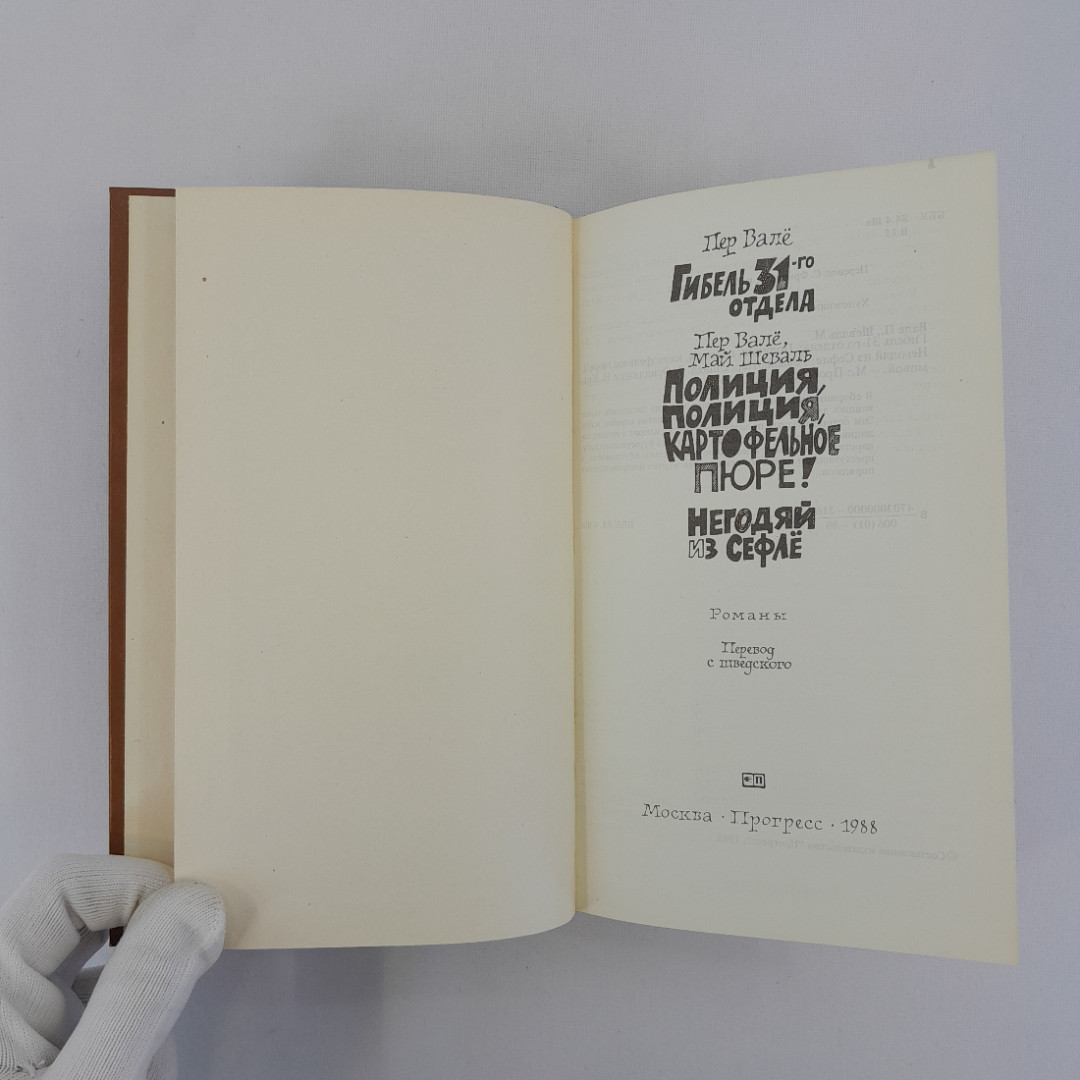 Пер Валё
Гибель 31-го
отдела
Пер Валё,
Май Шеваль
Полиция,
полиция,
картофельное
пюре!
Негодяй
из Сефлё
Романы
Перевод
с шведского
Москва · Прогресс · 1988